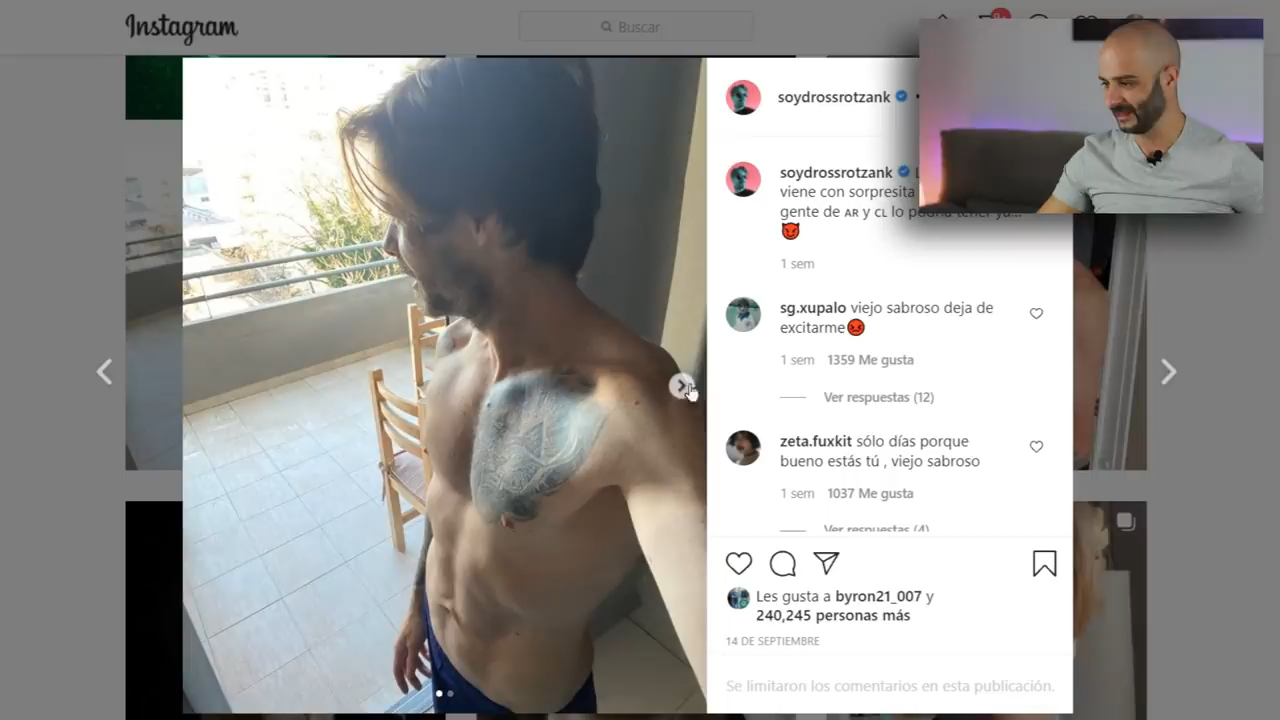 Instagram
Buscar
soydrossrotzank
soydrossrotzank
viene con sorpresita
gente de AR y CL lo podría tener ya...
1 sem
sg.xupalo viejo sabroso deja de
excitarme
1 sem 1359 Me gusta
Ver respuestas (12)
zeta.fuxkit sólo días porque
bueno estás tú , viejo sabroso
1 sem 1037 Me gusta
Ver respuestas (4)
Les gusta a byron21_007 y
240,245 personas más
14 DE SEPTIEMBRE
Se limitaron los comentarios en esta publicación.